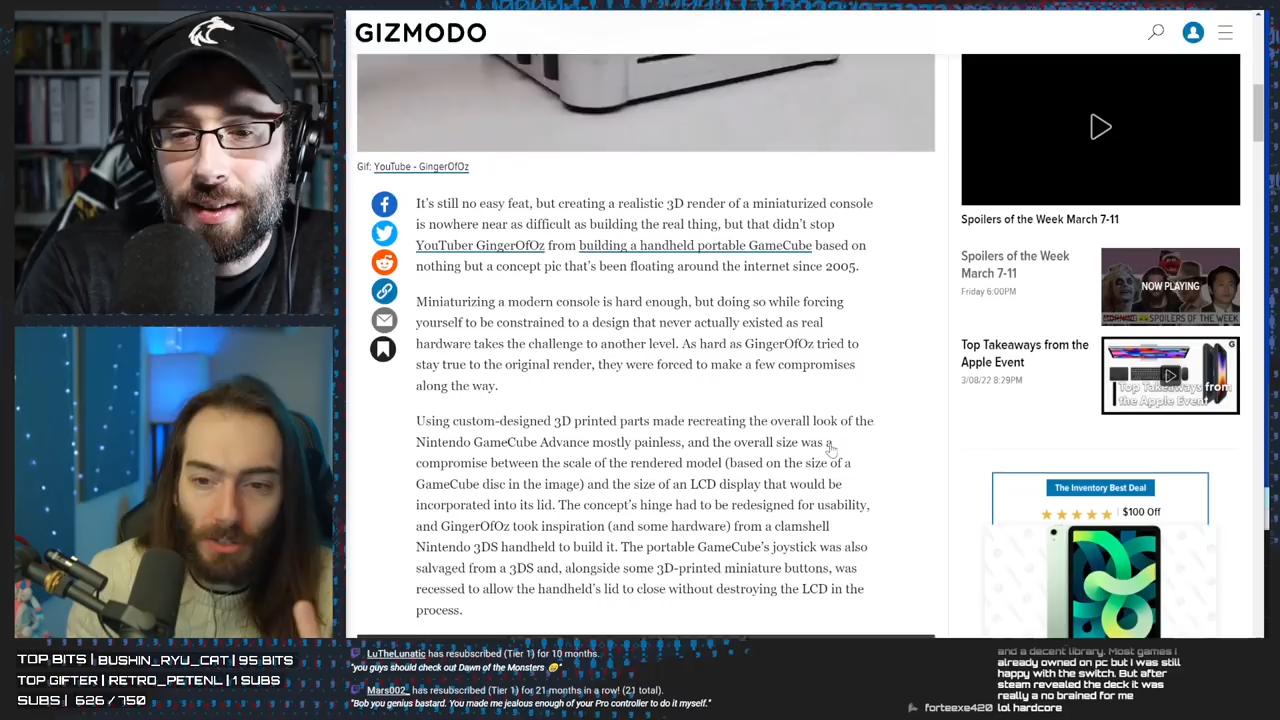 GIZMODO
Gif: YouTube - GingerOfOz
It's still no easy feat, but creating a realistic 3D render of a miniaturized console
is nowhere near as difficult as building the real thing, but that didn't stop
YouTuber GingerOfOz from building a handheld portable GameCube based on
nothing but a concept pic that's been floating around the internet since 2005.
Miniaturizing a modern console is hard enough, but doing so while forcing
yourself to be constrained to a design that never actually existed as real
hardware takes the challenge to another level. As hard as GingerOfOz tried to
stay true to the original render, they were forced to make a few compromises
along the way.
Using custom-designed 3D printed parts made recreating the overall look of the
Nintendo GameCube Advance mostly painless, and the overall size was a
compromise between the scale of the rendered model (based on the size of a
GameCube disc in the image) and the size of an LCD display that would be
incorporated into its lid. The concept's hinge had to be redesigned for usability,
and GingerOfOz took inspiration (and some hardware) from a clamshell
Nintendo 3DS handheld to build it. The portable GameCube's joystick was also
salvaged from a 3DS and, alongside some 3D-printed miniature buttons, was
recessed to allow the handheld's lid to close without destroying the LCD in the
process.
Spoilers of the Week March 7-11
Spoilers of the Week
March 7-11
Friday 6:00PM
NOW PLAYING
MORNING SPOILERS OF THE WEEK
Top Takeaways from the
Apple Event
3/08/22 8:29PM
Top Takeaways from
the Apple Event
The Inventory Best Deal
$100 Off
TOP BITS | BUSHIN_RYU_CAT | 95 BITS
TOP GIFTER | RETRO_PETENL | 1 SUBS
SUBS | 626 / 750
LuTheLunatic has resubscribed (Tier 1) for 10 months.
"you guys should check out Dawn of the Monsters 😄"
Mars002_ has resubscribed (Tier 1) for 21 months in a row! (21 total).
"Bob you genius bastard. You made me jealous enough of your Pro controller to do it myself."
and a decent library. Most games I
already owned on pc but I was still
happy with the switch. But after
steam revealed the deck it was
really a no brained for me
forteexe420 lol hardcore